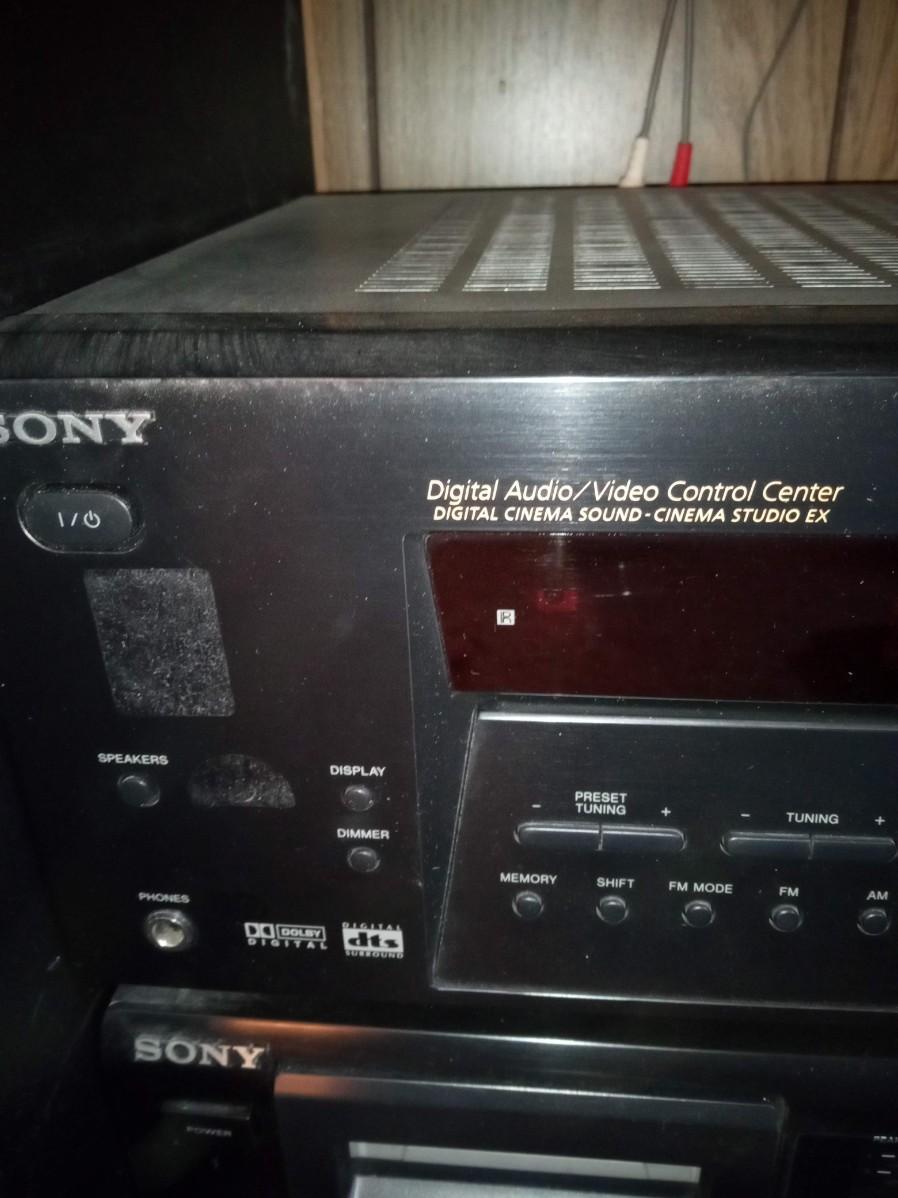 SONY
Digital Audio/Video Control Center
DIGITAL CINEMA SOUND - CINEMA STUDIO EX
I/⏻
R
SPEAKERS
DISPLAY
- PRESET TUNING +
- TUNING +
DIMMER
MEMORY
SHIFT
FM MODE
FM
AM
PHONES
DOLBY
DIGITAL
DIGITAL
dts
SURROUND
SONY
POWER